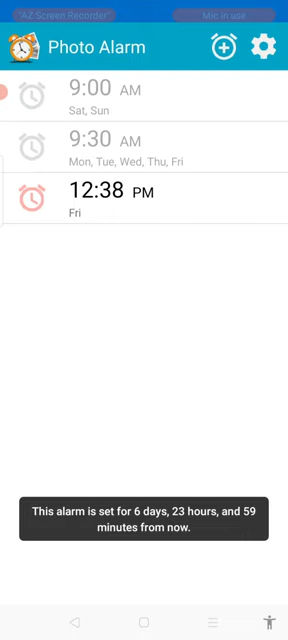 "AZ Screen Recorder"
Mic in use
Photo Alarm
9:00 AM
Sat, Sun
9:30 AM
Mon, Tue, Wed, Thu, Fri
12:38 PM
Fri
This alarm is set for 6 days, 23 hours, and 59
minutes from now.